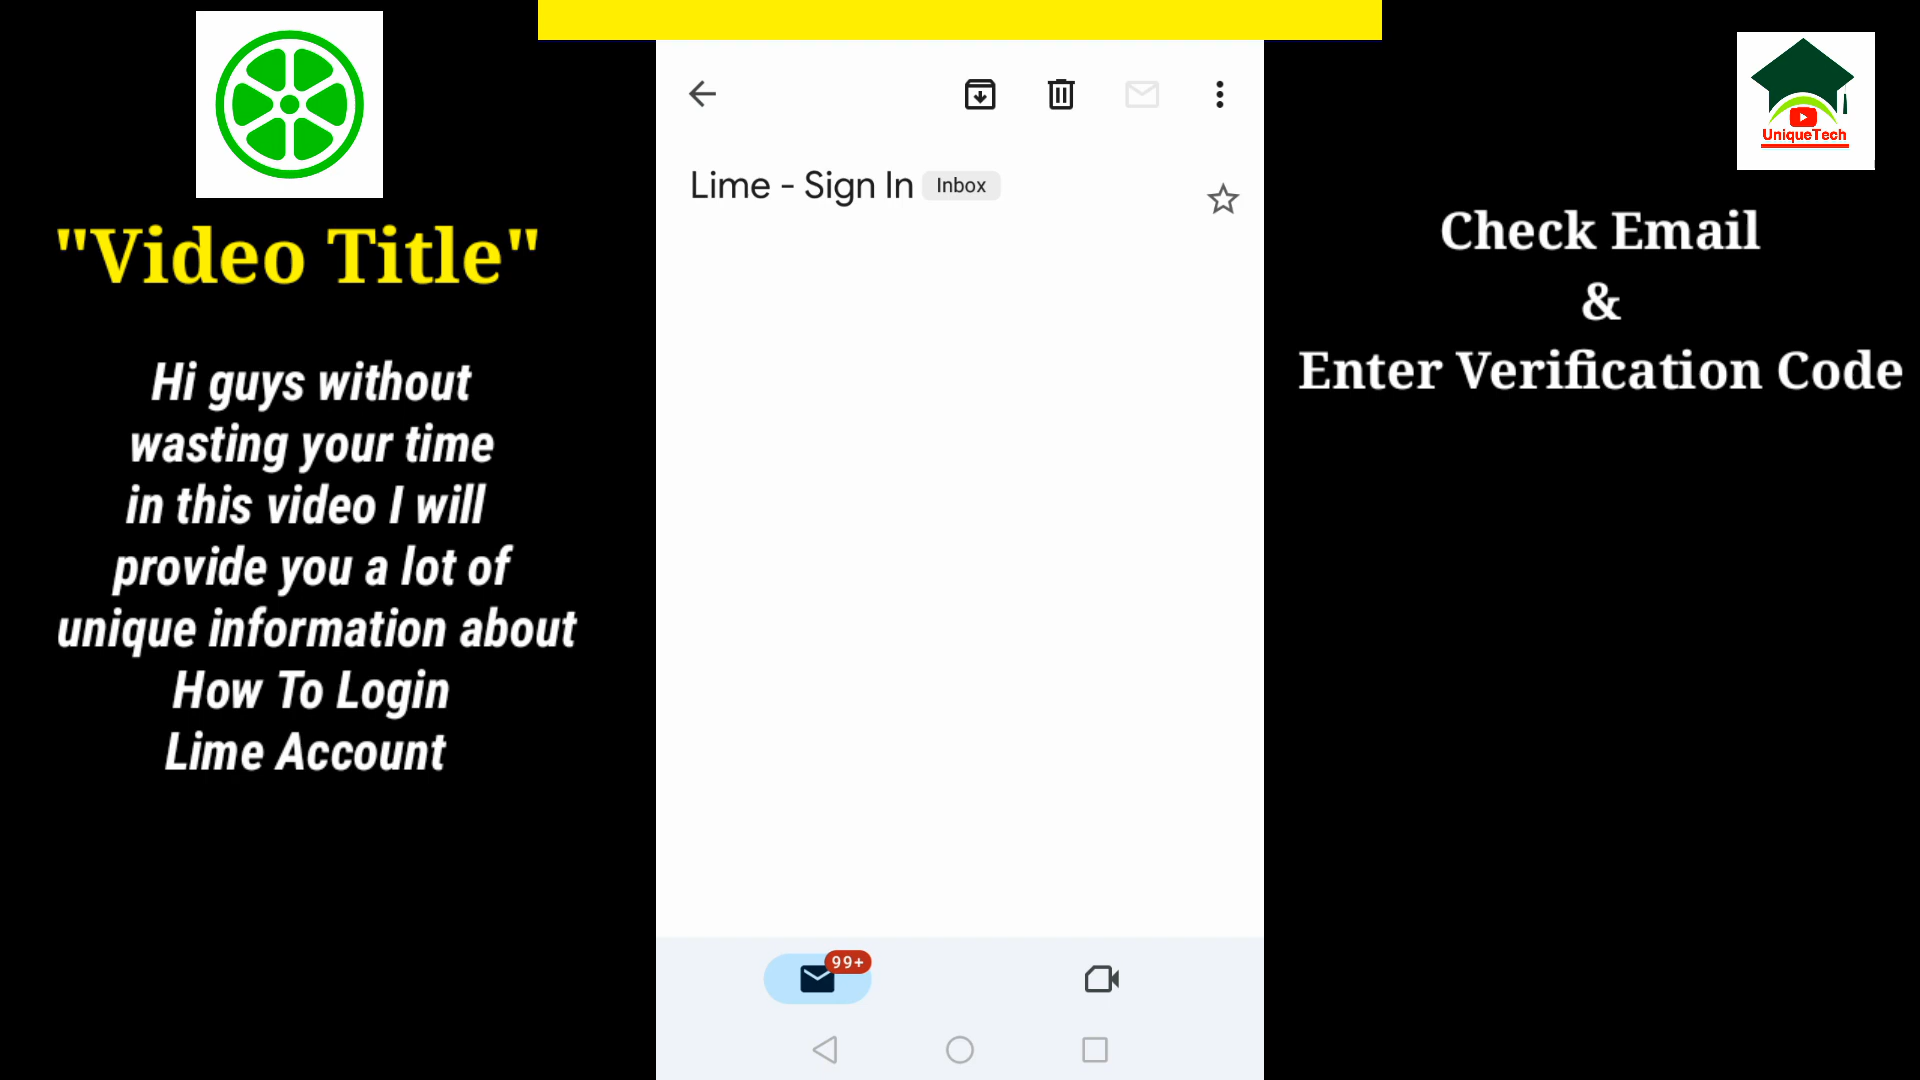 "Video Title"
Hi guys without
wasting your time
in this video I will
provide you a lot of
unique information about
How To Login
Lime Account
Lime - Sign In Inbox
99+
UniqueTech
Check Email
&
Enter Verification Code